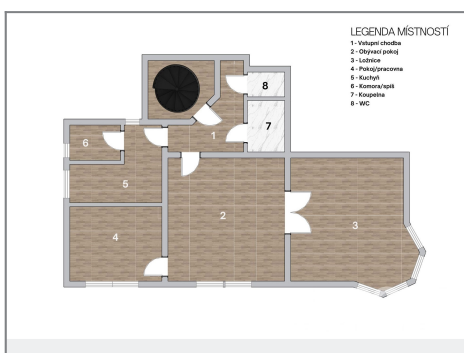 LEGENDA MÍSTNOSTÍ
1 - Vstupní chodba
2 - Obývací pokoj
3 - Ložnice
4 - Pokoj/pracovna
5 - Kuchyň
6 - Komora/spíš
7 - Koupelna
8 - WC
8
7
1
6
5
2
3
4